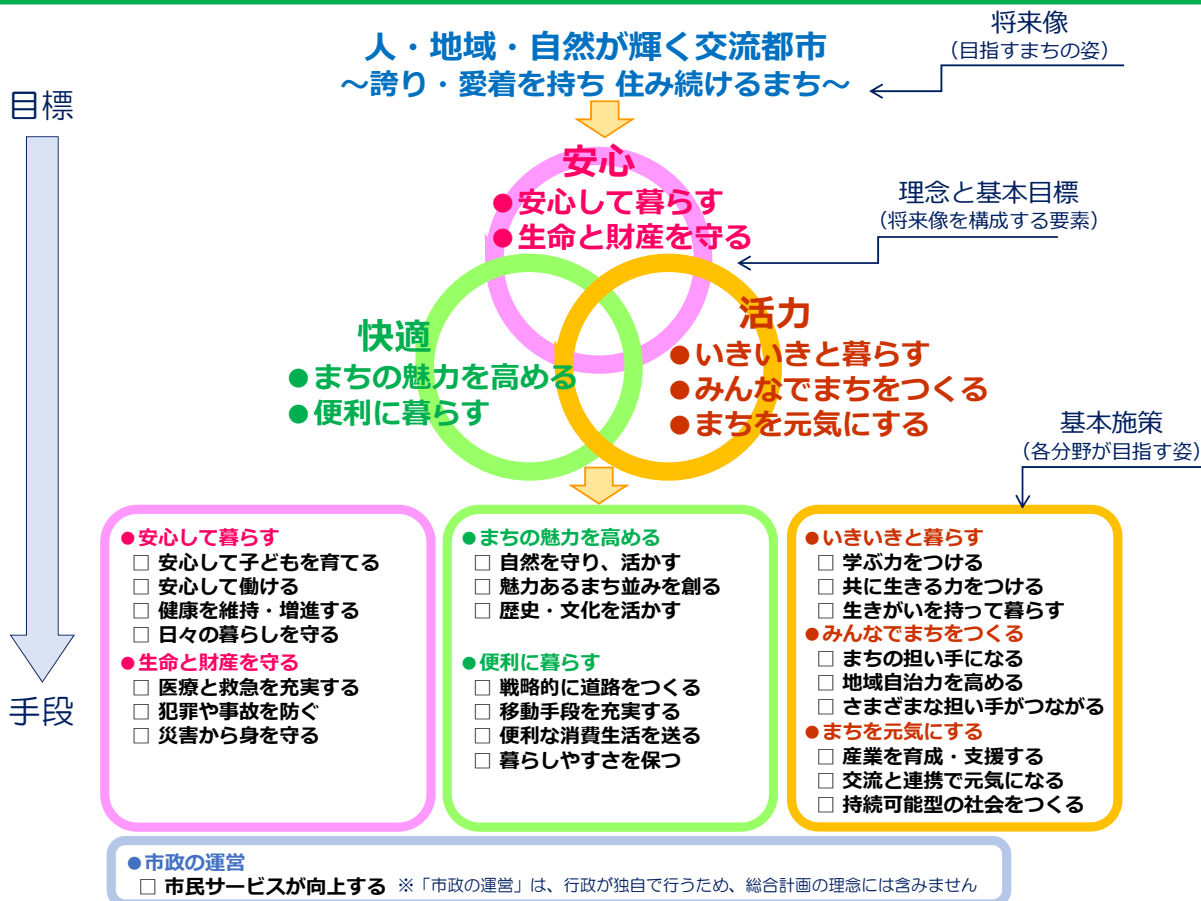 将来像
（目指すまちの姿）
人・地域・自然が輝く交流都市
～誇り・愛着を持ち 住み続けるまち～
目標
手段
理念と基本目標
（将来像を構成する要素）
安心
●安心して暮らす
●生命と財産を守る
快適
●まちの魅力を高める
●便利に暮らす
活力
●いきいきと暮らす
●みんなでまちをつくる
●まちを元気にする
基本施策
（各分野が目指す姿）
●安心して暮らす
□ 安心して子どもを育てる
□ 安心して働ける
□ 健康を維持・増進する
□ 日々の暮らしを守る
●生命と財産を守る
□ 医療と救急を充実する
□ 犯罪や事故を防ぐ
□ 災害から身を守る
●まちの魅力を高める
□ 自然を守り、活かす
□ 魅力あるまち並みを創る
□ 歴史・文化を活かす
●便利に暮らす
□ 戦略的に道路をつくる
□ 移動手段を充実する
□ 便利な消費生活を送る
□ 暮らしやすさを保つ
●いきいきと暮らす
□ 学ぶ力をつける
□ 共に生きる力をつける
□ 生きがいを持って暮らす
●みんなでまちをつくる
□ まちの担い手になる
□ 地域自治力を高める
□ さまざまな担い手がつながる
●まちを元気にする
□ 産業を育成・支援する
□ 交流と連携で元気になる
□ 持続可能型の社会をつくる
●市政の運営
□ 市民サービスが向上する ※「市政の運営」は、行政が独自で行うため、総合計画の理念には含みません